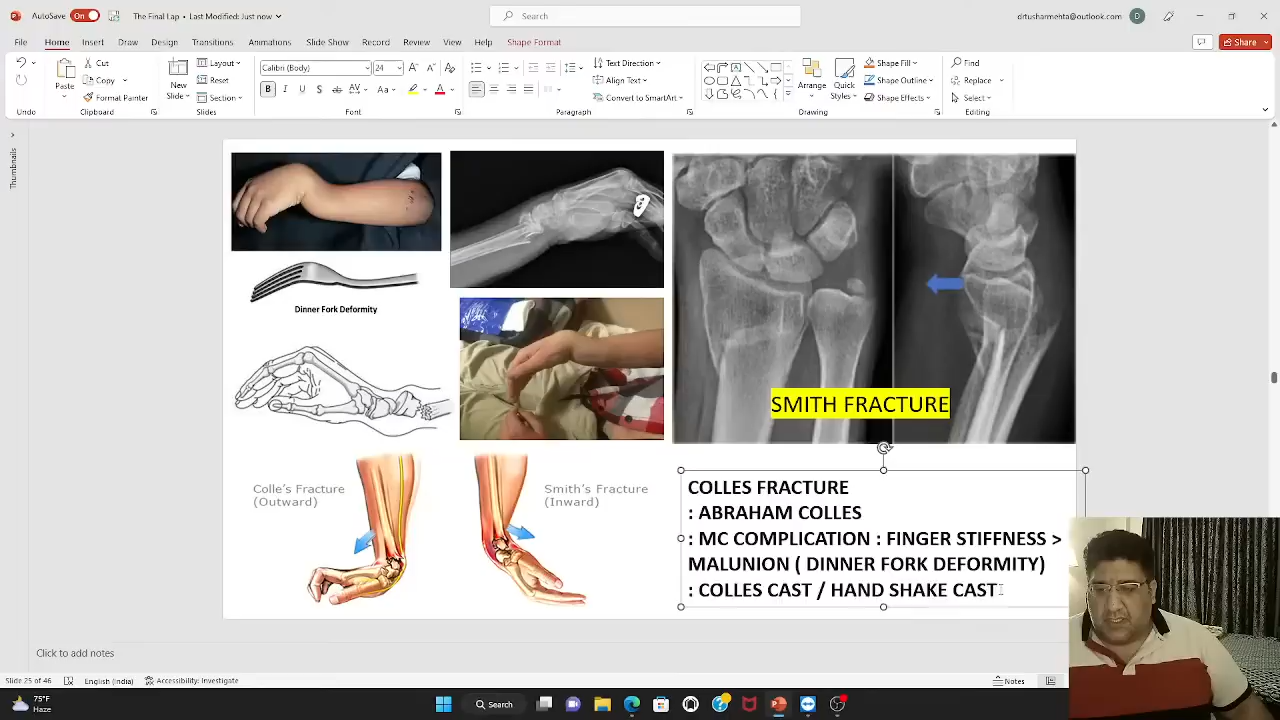 AutoSave
The Final Lap • Last Modified: Just now
Search
drtusharmehta@outlook.com
D
File
Home
Insert
Draw
Design
Transitions
Animations
Slide Show
Record
Review
View
Help
Shape Format
Share
Undo
Paste
Cut
Copy
Format Painter
Clipboard
New
Slide
Layout
Reset
Section
Slides
Calibri (Body)
24
Font
Paragraph
Text Direction
Align Text
Convert to SmartArt
Arrange
Quick
Styles
Shape Fill
Shape Outline
Shape Effects
Drawing
Find
Replace
Select
Editing
Thumbnails
Dinner Fork Deformity
SMITH FRACTURE
Colle's Fracture
(Outward)
Smith's Fracture
(Inward)
COLLES FRACTURE
: ABRAHAM COLLES
: MC COMPLICATION : FINGER STIFFNESS >
MALUNION ( DINNER FORK DEFORMITY)
: COLLES CAST / HAND SHAKE CAST
Click to add notes
Slide 25 of 46
English (India)
Accessibility: Investigate
Notes
75°F
Haze
Search